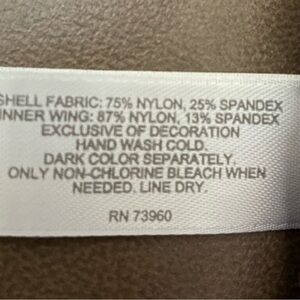 SHELL FABRIC: 75% NYLON, 25% SPANDEX
INNER WING: 87% NYLON, 13% SPANDEX
EXCLUSIVE OF DECORATION
HAND WASH COLD.
DARK COLOR SEPARATELY.
ONLY NON-CHLORINE BLEACH WHEN
NEEDED. LINE DRY.
RN 73960